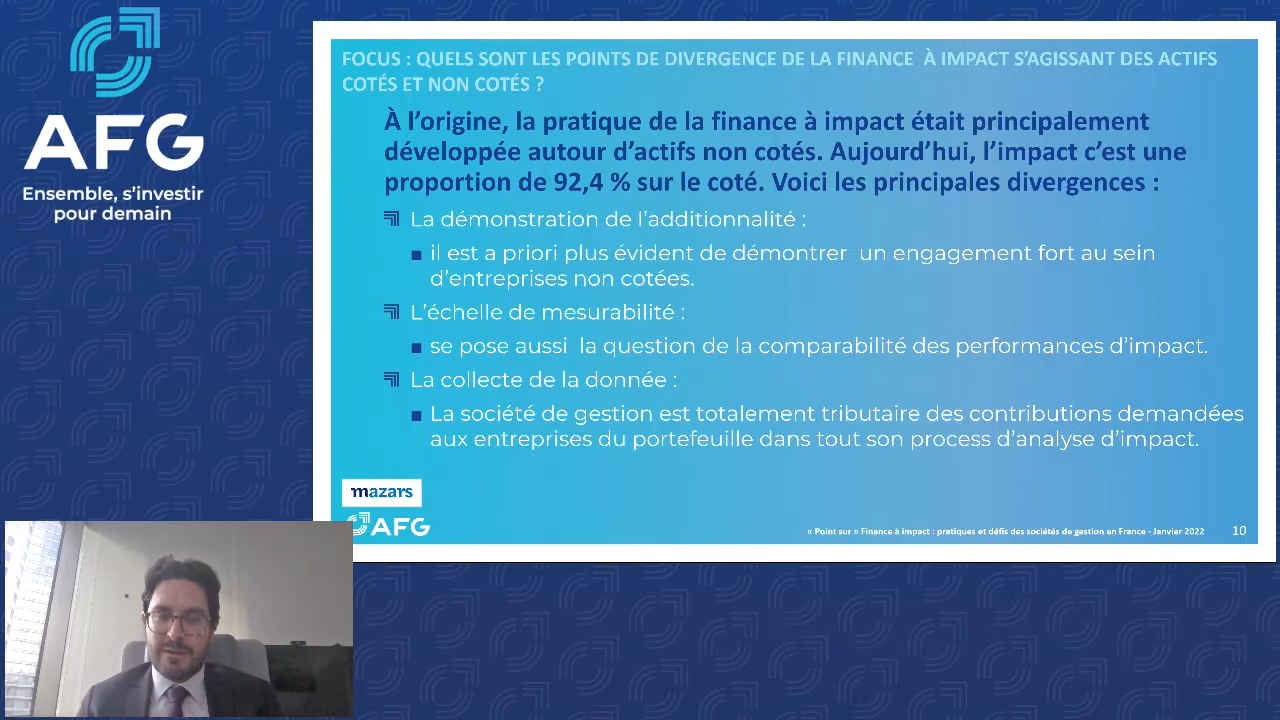 AFG
Ensemble, s’investir
pour demain
FOCUS : QUELS SONT LES POINTS DE DIVERGENCE DE LA FINANCE À IMPACT S’AGISSANT DES ACTIFS
COTÉS ET NON COTÉS ?
À l’origine, la pratique de la finance à impact était principalement
développée autour d’actifs non cotés. Aujourd’hui, l’impact c’est une
proportion de 92,4 % sur le coté. Voici les principales divergences :
La démonstration de l’additionnalité :
il est a priori plus évident de démontrer un engagement fort au sein
d’entreprises non cotées.
L’échelle de mesurabilité :
se pose aussi la question de la comparabilité des performances d’impact.
La collecte de la donnée :
La société de gestion est totalement tributaire des contributions demandées
aux entreprises du portefeuille dans tout son process d’analyse d’impact.
mazars
AFG
« Point sur » Finance à impact : pratiques et défis des sociétés de gestion en France - Janvier 2022
10